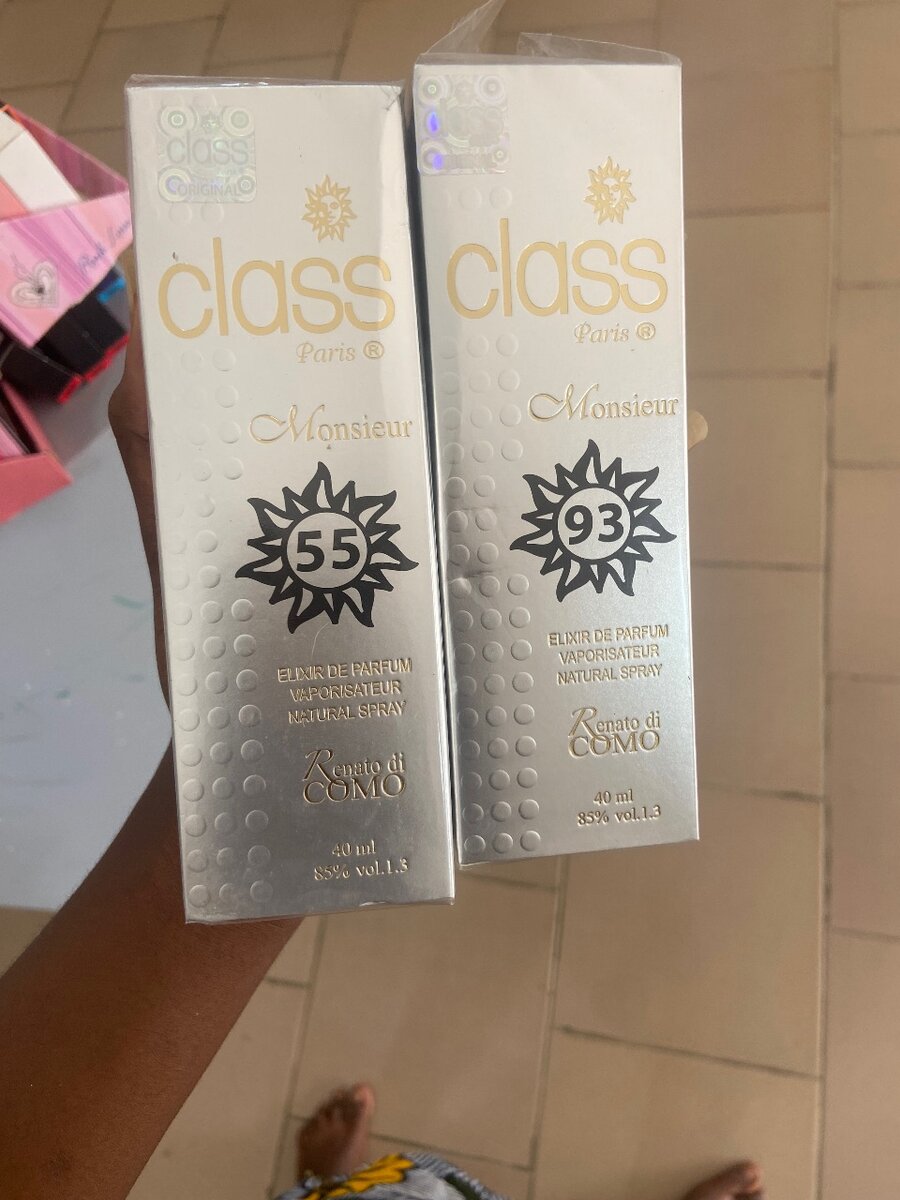 class
ORIGINAL
class
Paris ®
Monsieur
55
ELIXIR DE PARFUM
VAPORISATEUR
NATURAL SPRAY
Renato di
COMO
40 ml
85% vol.1.3
class
class
Paris ®
Monsieur
93
ELIXIR DE PARFUM
VAPORISATEUR
NATURAL SPRAY
Renato di
COMO
40 ml
85% vol.1.3